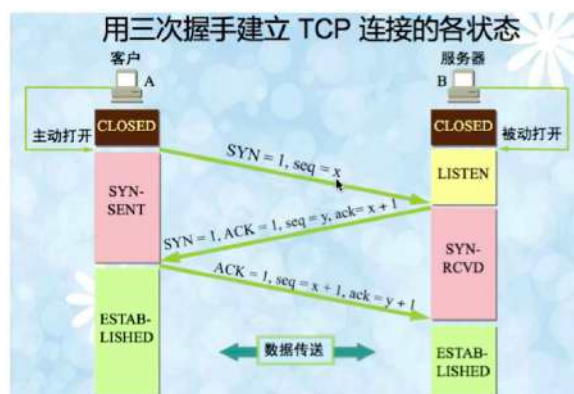 用三次握手建立 TCP 连接的各状态
客户
服务器
A
B
CLOSED
CLOSED
主动打开
被动打开
SYN = 1, seq = x
LISTEN
SYN-
SENT
SYN = 1, ACK = 1, seq = y, ack= x + 1
SYN-
RCVD
ACK = 1, seq = x + 1, ack = y + 1
ESTAB-
LISHED
数据传送
ESTAB-
LISHED